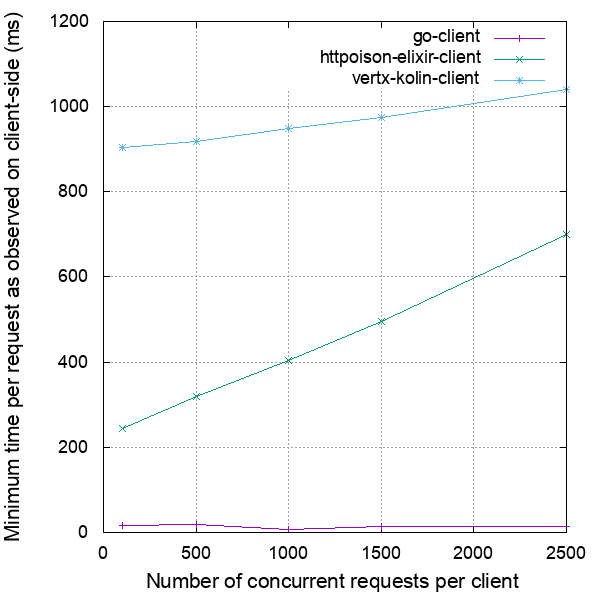 1200
1000
800
600
400
200
0
Minimum time per request as observed on client-side (ms)
go-client
httpoison-elixir-client
vertx-kolin-client
0 500 1000 1500 2000 2500
Number of concurrent requests per client